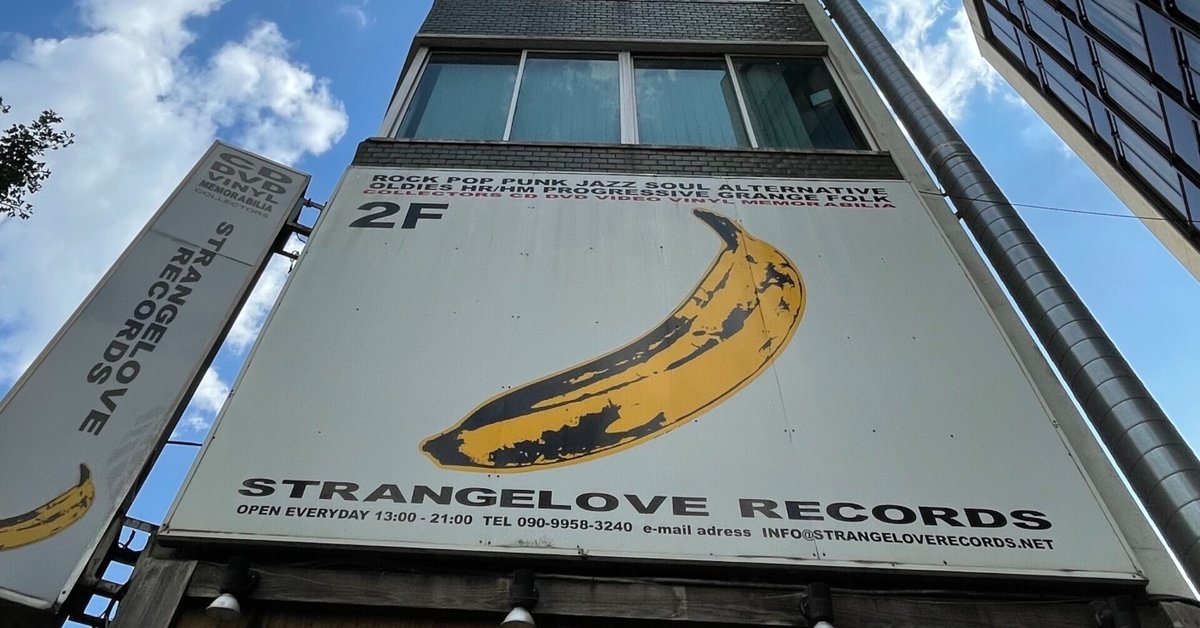 CD
DVD
VINYL
MEMORABILIA
COLLECTORS
STRANGELOVE
RECORDS
ROCK POP PUNK JAZZ SOUL ALTERNATIVE
OLDIES HR/HM PROGRESSIVE GRANGE FOLK
COLLECTORS CD DVD VIDEO VINYL MEMORABILIA
2F
STRANGELOVE RECORDS
OPEN EVERYDAY 13:00 - 21:00 TEL 090-9958-3240 e-mail adress INFO@STRANGELOVERECORDS.NET